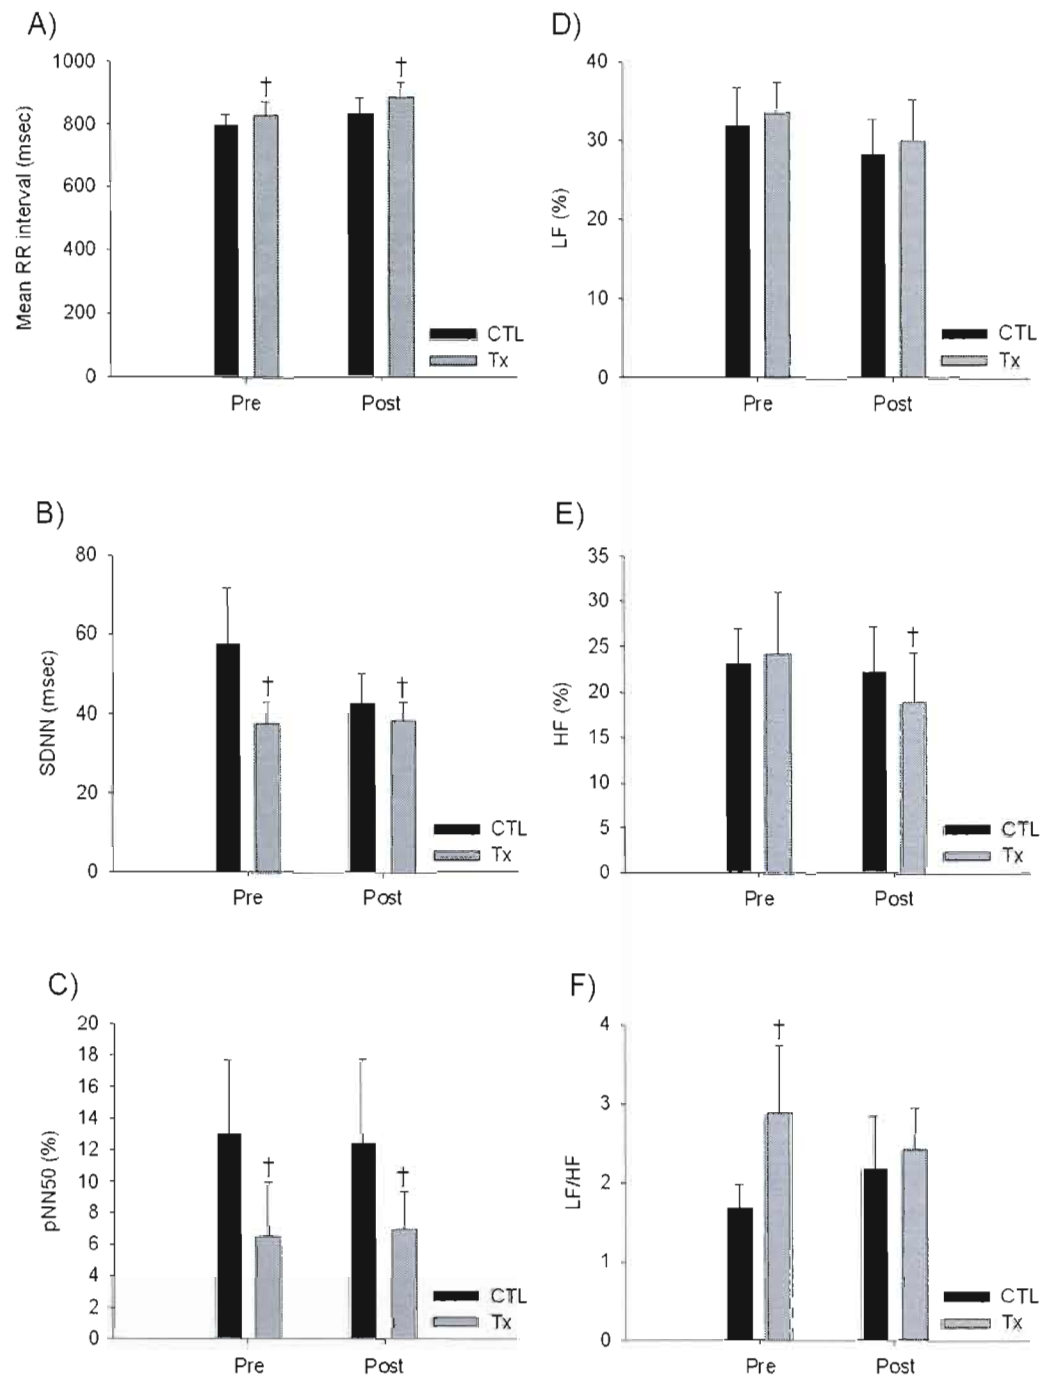 A)
Mean RR interval (msec)
1000
800
600
400
200
0
†
†
Pre
Post
CTL
Tx
D)
LF (%)
40
30
20
10
0
Pre
Post
CTL
Tx
B)
SDNN (msec)
80
60
40
20
0
†
†
Pre
Post
CTL
Tx
E)
HF (%)
35
30
25
20
15
10
5
0
†
Pre
Post
CTL
Tx
C)
pNN50 (%)
20
18
16
14
12
10
8
6
4
2
0
†
†
Pre
Post
CTL
Tx
F)
LF/HF
4
3
2
1
0
†
Pre
Post
CTL
Tx